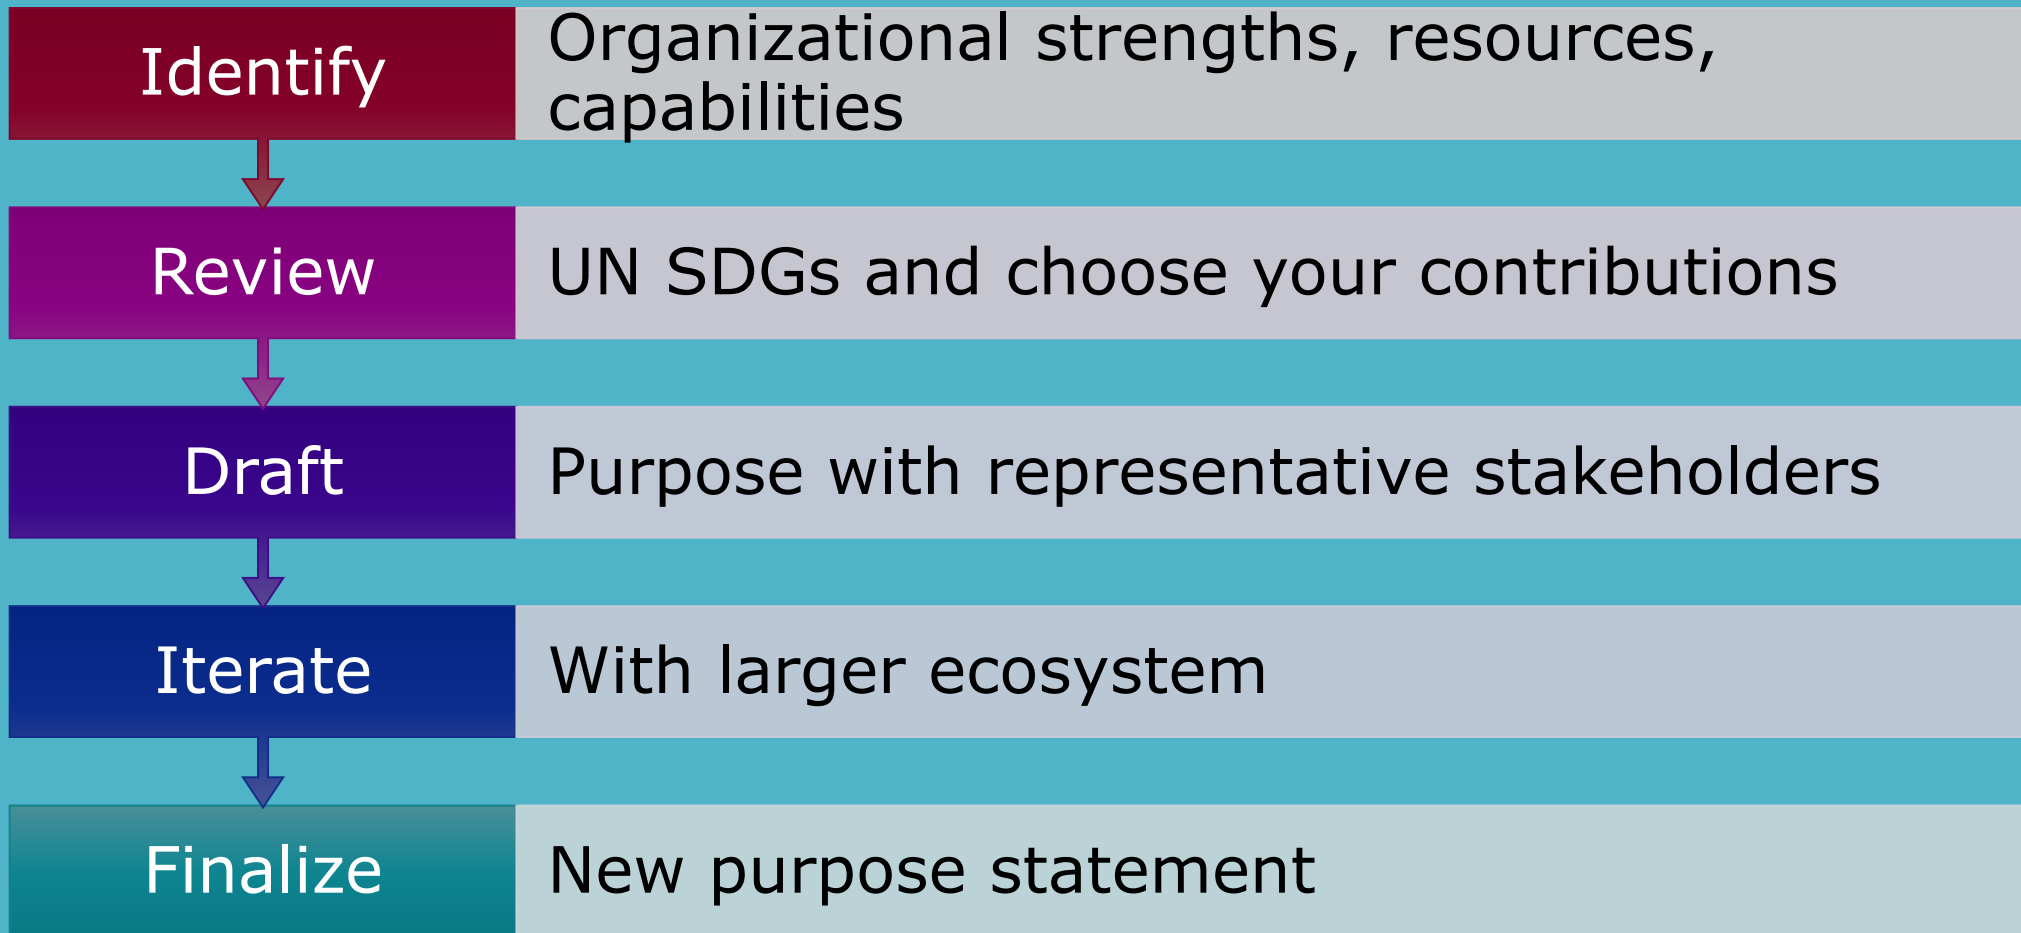 Identify
Organizational strengths, resources,
capabilities
Review
UN SDGs and choose your contributions
Draft
Purpose with representative stakeholders
Iterate
With larger ecosystem
Finalize
New purpose statement